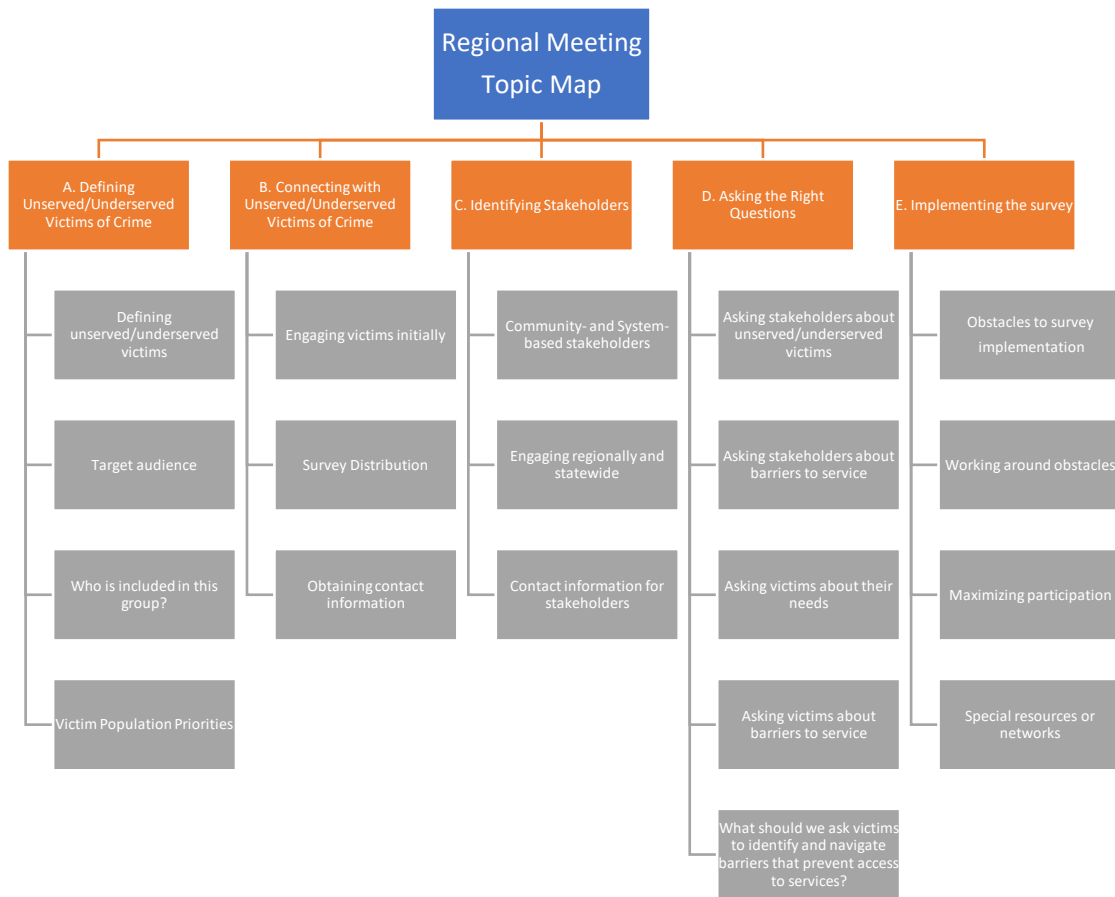 Regional Meeting
Topic Map
A. Defining
Unserved/Underserved
Victims of Crime
B. Connecting with
Unserved/Underserved
Victims of Crime
C. Identifying Stakeholders
D. Asking the Right
Questions
E. Implementing the survey
Defining
unserved/underserved
victims
Target audience
Who is included in this
group?
Victim Population Priorities
Engaging victims initially
Survey Distribution
Obtaining contact
information
Community- and System-
based stakeholders
Engaging regionally and
statewide
Contact information for
stakeholders
Asking stakeholders about
unserved/underserved
victims
Asking stakeholders about
barriers to service
Asking victims about their
needs
Asking victims about
barriers to service
What should we ask victims
to identify and navigate
barriers that prevent access
to services?
Obstacles to survey
implementation
Working around obstacles
Maximizing participation
Special resources or
networks